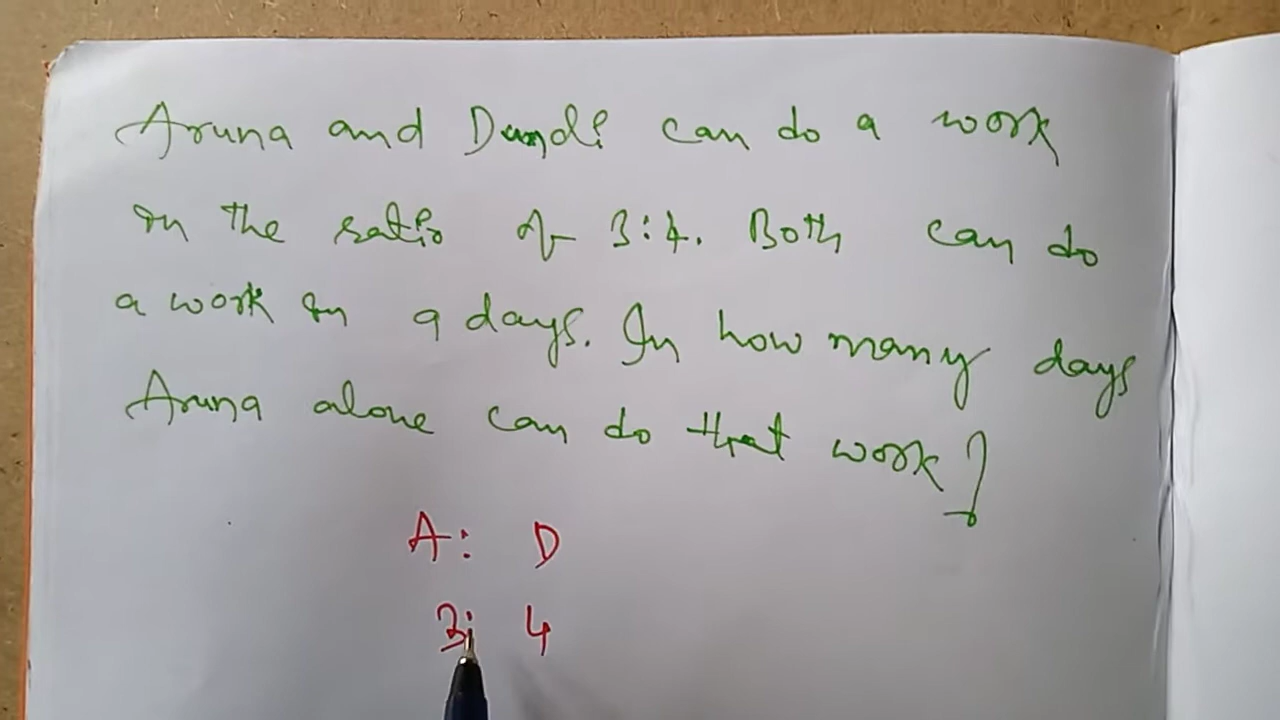 Aruna and Dundi can do a work
in the ratio of 3:4. Both can do
a work in 9 days. In how many days
Aruna alone can do that work?
A: D
3: 4